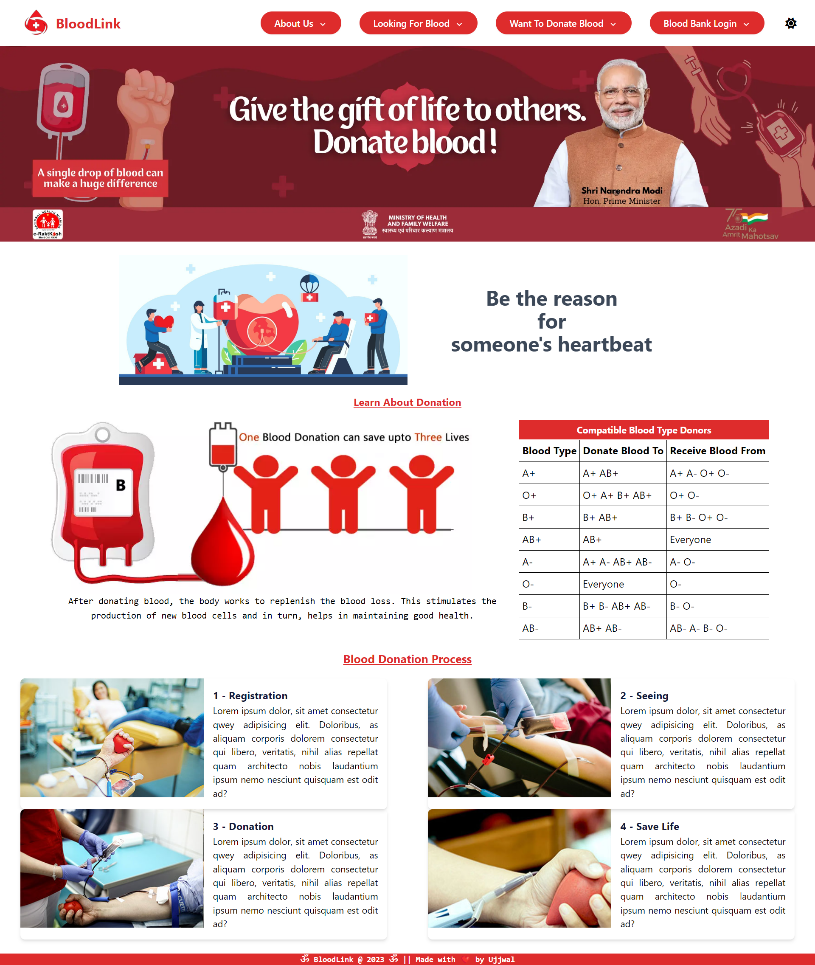 BloodLink
About Us
Looking For Blood
Want To Donate Blood
Blood Bank Login
Give the gift of life to others.
Donate blood !
A single drop of blood can
make a huge difference
Shri Narendra Modi
Hon. Prime Minister
e-RaktKosh
MINISTRY OF HEALTH
AND FAMILY WELFARE
स्वास्थ्य एवं परिवार कल्याण मंत्रालय
75
Azadi Ka
Amrit Mahotsav
Be the reason
for
someone's heartbeat
Learn About Donation
B
One Blood Donation can save upto Three Lives
After donating blood, the body works to replenish the blood loss. This stimulates the
production of new blood cells and in turn, helps in maintaining good health.
Compatible Blood Type Donors
Blood Type Donate Blood To Receive Blood From
A+ A+ AB+ A+ A- O+ O-
O+ O+ A+ B+ AB+ O+ O-
B+ B+ AB+ B+ B- O+ O-
AB+ AB+ Everyone
A- A+ A- AB+ AB- A- O-
O- Everyone O-
B- B+ B- AB+ AB- B- O-
AB- AB+ AB- AB- A- B- O-
Blood Donation Process
1 - Registration
Lorem ipsum dolor, sit amet consectetur
qwey adipisicing elit. Doloribus, as
aliquam corporis dolorem consectetur
qui libero, veritatis, nihil alias repellat
quam architecto nobis laudantium
ipsum nemo nesciunt quisquam est odit
ad?
2 - Seeing
Lorem ipsum dolor, sit amet consectetur
qwey adipisicing elit. Doloribus, as
aliquam corporis dolorem consectetur
qui libero, veritatis, nihil alias repellat
quam architecto nobis laudantium
ipsum nemo nesciunt quisquam est odit
ad?
3 - Donation
Lorem ipsum dolor, sit amet consectetur
qwey adipisicing elit. Doloribus, as
aliquam corporis dolorem consectetur
qui libero, veritatis, nihil alias repellat
quam architecto nobis laudantium
ipsum nemo nesciunt quisquam est odit
ad?
4 - Save Life
Lorem ipsum dolor, sit amet consectetur
qwey adipisicing elit. Doloribus, as
aliquam corporis dolorem consectetur
qui libero, veritatis, nihil alias repellat
quam architecto nobis laudantium
ipsum nemo nesciunt quisquam est odit
ad?
ॐ BloodLink @ 2023 ॐ || Made with ❤️ by Ujjwal